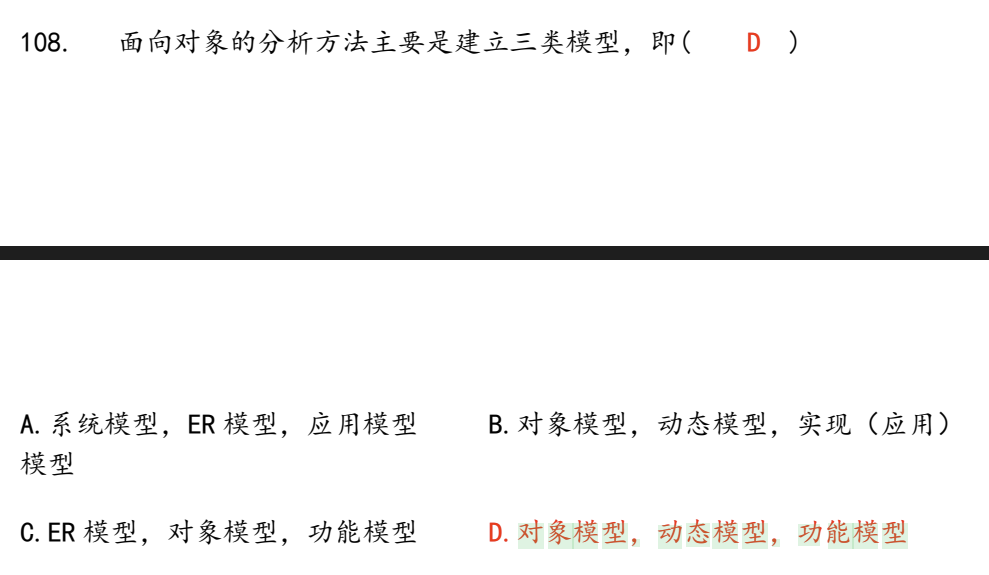 108. 面向对象的分析方法主要是建立三类模型，即( D )
A.系统模型，ER 模型，应用模型 B.对象模型，动态模型，实现（应用）
模型
C.ER 模型，对象模型，功能模型 D.对象模型，动态模型，功能模型